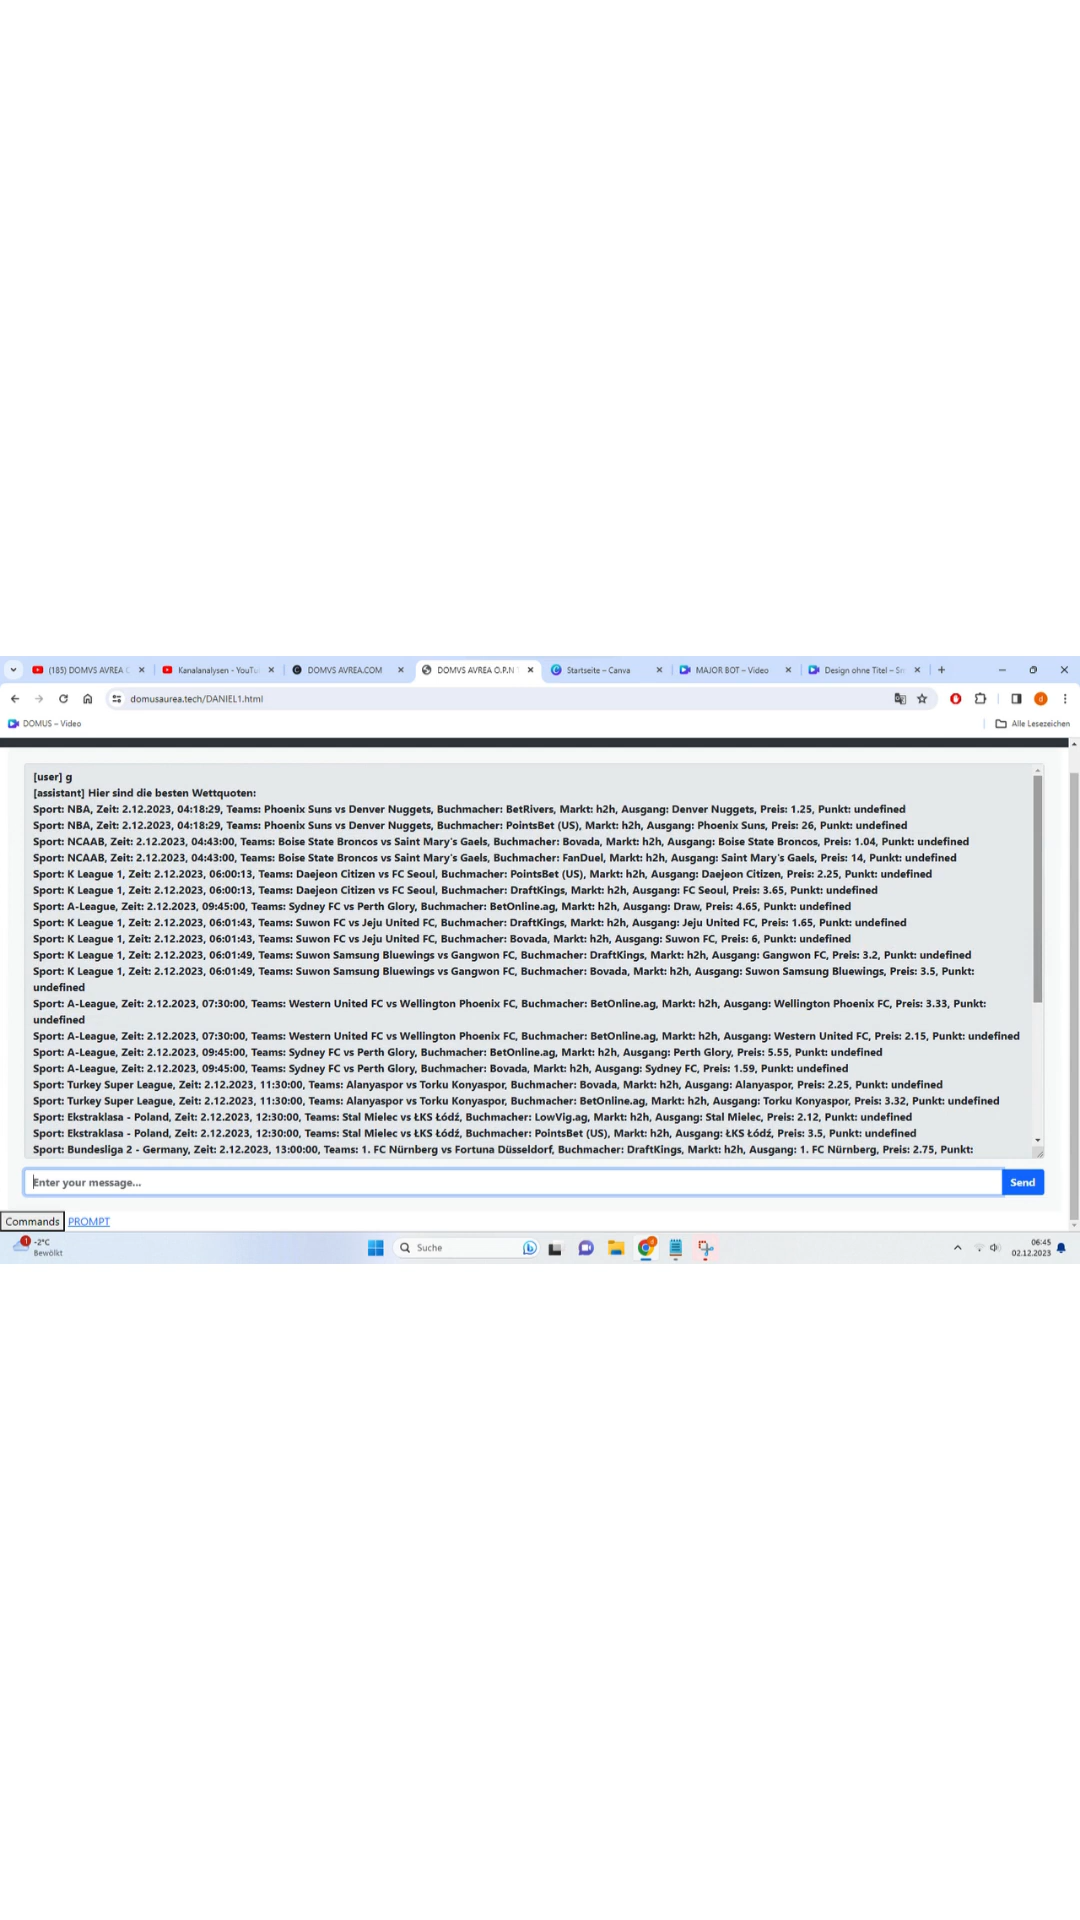 (185) DOMVS AVREA
Kanalanalysen - YouTu
DOMVS AVREA.COM
DOMVS AVREA O.P.N
Startseite – Canva
MAJOR BOT – Video
Design ohne Titel – Sm
domusaurea.tech/DANIEL1.html
DOMUS – Video
Alle Lesezeichen
[user] g
[assistant] Hier sind die besten Wettquoten:
Sport: NBA, Zeit: 2.12.2023, 04:18:29, Teams: Phoenix Suns vs Denver Nuggets, Buchmacher: BetRivers, Markt: h2h, Ausgang: Denver Nuggets, Preis: 1.25, Punkt: undefined
Sport: NBA, Zeit: 2.12.2023, 04:18:29, Teams: Phoenix Suns vs Denver Nuggets, Buchmacher: PointsBet (US), Markt: h2h, Ausgang: Phoenix Suns, Preis: 26, Punkt: undefined
Sport: NCAAB, Zeit: 2.12.2023, 04:43:00, Teams: Boise State Broncos vs Saint Mary's Gaels, Buchmacher: Bovada, Markt: h2h, Ausgang: Boise State Broncos, Preis: 1.04, Punkt: undefined
Sport: NCAAB, Zeit: 2.12.2023, 04:43:00, Teams: Boise State Broncos vs Saint Mary's Gaels, Buchmacher: FanDuel, Markt: h2h, Ausgang: Saint Mary's Gaels, Preis: 14, Punkt: undefined
Sport: K League 1, Zeit: 2.12.2023, 06:00:13, Teams: Daejeon Citizen vs FC Seoul, Buchmacher: PointsBet (US), Markt: h2h, Ausgang: Daejeon Citizen, Preis: 2.25, Punkt: undefined
Sport: K League 1, Zeit: 2.12.2023, 06:00:13, Teams: Daejeon Citizen vs FC Seoul, Buchmacher: DraftKings, Markt: h2h, Ausgang: FC Seoul, Preis: 3.65, Punkt: undefined
Sport: A-League, Zeit: 2.12.2023, 09:45:00, Teams: Sydney FC vs Perth Glory, Buchmacher: BetOnline.ag, Markt: h2h, Ausgang: Draw, Preis: 4.65, Punkt: undefined
Sport: K League 1, Zeit: 2.12.2023, 06:01:43, Teams: Suwon FC vs Jeju United FC, Buchmacher: DraftKings, Markt: h2h, Ausgang: Jeju United FC, Preis: 1.65, Punkt: undefined
Sport: K League 1, Zeit: 2.12.2023, 06:01:43, Teams: Suwon FC vs Jeju United FC, Buchmacher: Bovada, Markt: h2h, Ausgang: Suwon FC, Preis: 6, Punkt: undefined
Sport: K League 1, Zeit: 2.12.2023, 06:01:49, Teams: Suwon Samsung Bluewings vs Gangwon FC, Buchmacher: DraftKings, Markt: h2h, Ausgang: Gangwon FC, Preis: 3.2, Punkt: undefined
Sport: K League 1, Zeit: 2.12.2023, 06:01:49, Teams: Suwon Samsung Bluewings vs Gangwon FC, Buchmacher: Bovada, Markt: h2h, Ausgang: Suwon Samsung Bluewings, Preis: 3.5, Punkt:
undefined
Sport: A-League, Zeit: 2.12.2023, 07:30:00, Teams: Western United FC vs Wellington Phoenix FC, Buchmacher: BetOnline.ag, Markt: h2h, Ausgang: Wellington Phoenix FC, Preis: 3.33, Punkt:
undefined
Sport: A-League, Zeit: 2.12.2023, 07:30:00, Teams: Western United FC vs Wellington Phoenix FC, Buchmacher: BetOnline.ag, Markt: h2h, Ausgang: Western United FC, Preis: 2.15, Punkt: undefined
Sport: A-League, Zeit: 2.12.2023, 09:45:00, Teams: Sydney FC vs Perth Glory, Buchmacher: BetOnline.ag, Markt: h2h, Ausgang: Perth Glory, Preis: 5.55, Punkt: undefined
Sport: A-League, Zeit: 2.12.2023, 09:45:00, Teams: Sydney FC vs Perth Glory, Buchmacher: Bovada, Markt: h2h, Ausgang: Sydney FC, Preis: 1.59, Punkt: undefined
Sport: Turkey Super League, Zeit: 2.12.2023, 11:30:00, Teams: Alanyaspor vs Torku Konyaspor, Buchmacher: Bovada, Markt: h2h, Ausgang: Alanyaspor, Preis: 2.25, Punkt: undefined
Sport: Turkey Super League, Zeit: 2.12.2023, 11:30:00, Teams: Alanyaspor vs Torku Konyaspor, Buchmacher: BetOnline.ag, Markt: h2h, Ausgang: Torku Konyaspor, Preis: 3.32, Punkt: undefined
Sport: Ekstraklasa - Poland, Zeit: 2.12.2023, 12:30:00, Teams: Stal Mielec vs ŁKS Łódź, Buchmacher: LowVig.ag, Markt: h2h, Ausgang: Stal Mielec, Preis: 2.12, Punkt: undefined
Sport: Ekstraklasa - Poland, Zeit: 2.12.2023, 12:30:00, Teams: Stal Mielec vs ŁKS Łódź, Buchmacher: PointsBet (US), Markt: h2h, Ausgang: ŁKS Łódź, Preis: 3.5, Punkt: undefined
Sport: Bundesliga 2 - Germany, Zeit: 2.12.2023, 13:00:00, Teams: 1. FC Nürnberg vs Fortuna Düsseldorf, Buchmacher: DraftKings, Markt: h2h, Ausgang: 1. FC Nürnberg, Preis: 2.75, Punkt:
Enter your message...
Send
Commands PROMPT
-2°C
Bewölkt
Suche
06:45
02.12.2023